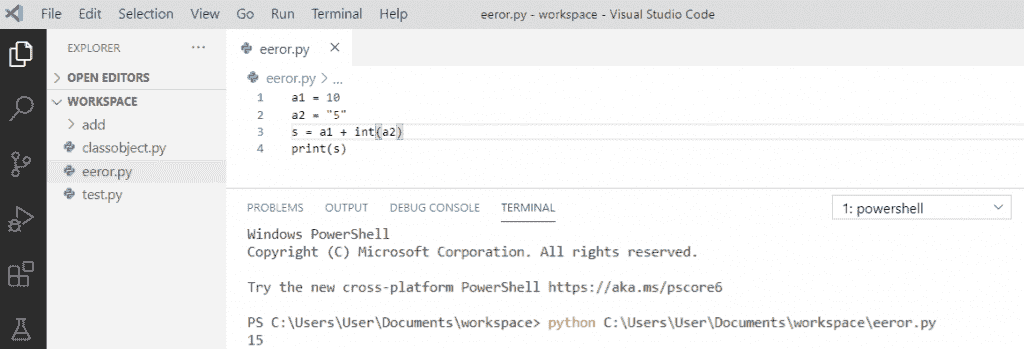 File Edit Selection View Go Run Terminal Help eeror.py - workspace - Visual Studio Code
EXPLORER ...
OPEN EDITORS
WORKSPACE
add
classobject.py
eeror.py
test.py
eeror.py ×
eeror.py > ...
1 a1 = 10
2 a2 = "5"
3 s = a1 + int(a2)
4 print(s)
PROBLEMS OUTPUT DEBUG CONSOLE TERMINAL 1: powershell
Windows PowerShell
Copyright (C) Microsoft Corporation. All rights reserved.
Try the new cross-platform PowerShell https://aka.ms/pscore6
PS C:\Users\User\Documents\workspace> python C:\Users\User\Documents\workspace\eeror.py
15